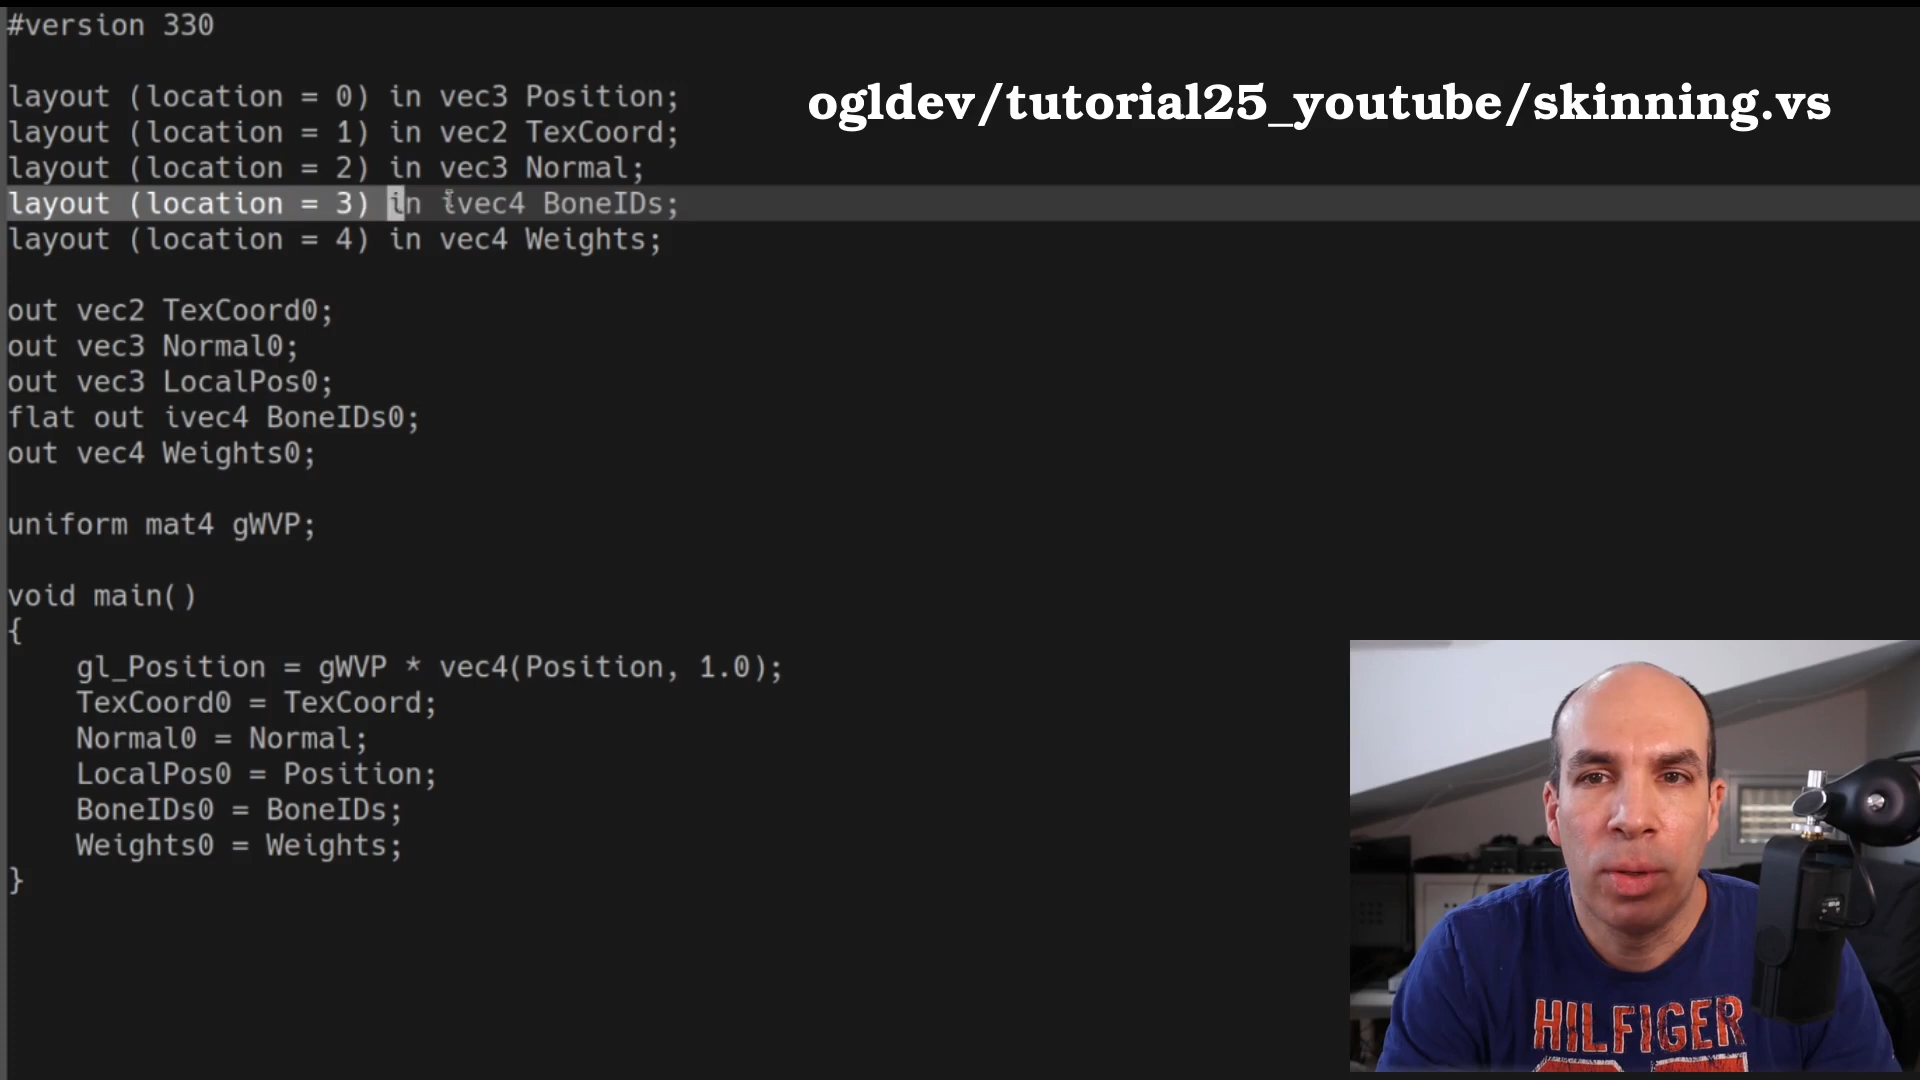 #version 330
ogldev/tutorial25_youtube/skinning.vs
layout (location = 0) in vec3 Position;
layout (location = 1) in vec2 TexCoord;
layout (location = 2) in vec3 Normal;
layout (location = 3) in ivec4 BoneIDs;
layout (location = 4) in vec4 Weights;
out vec2 TexCoord0;
out vec3 Normal0;
out vec3 LocalPos0;
flat out ivec4 BoneIDs0;
out vec4 Weights0;
uniform mat4 gWVP;
void main()
{
    gl_Position = gWVP * vec4(Position, 1.0);
    TexCoord0 = TexCoord;
    Normal0 = Normal;
    LocalPos0 = Position;
    BoneIDs0 = BoneIDs;
    Weights0 = Weights;
}
HILFIGER